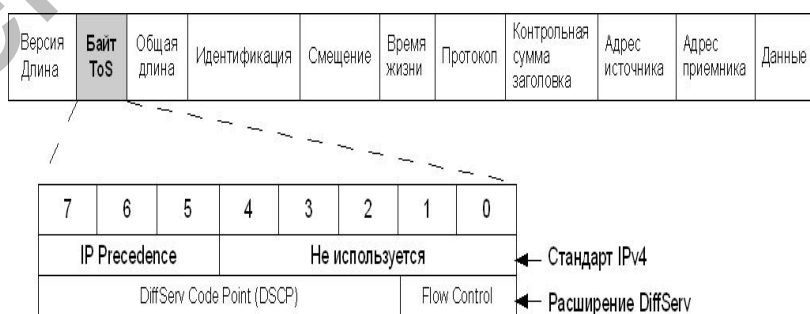 Версия Длина
Байт ToS
Общая длина
Идентификация
Смещение
Время жизни
Протокол
Контрольная сумма заголовка
Адрес источника
Адрес приемника
Данные
7 6 5 4 3 2 1 0
IP Precedence Не используется Стандарт IPv4
DiffServ Code Point (DSCP) Flow Control Расширение DiffServ